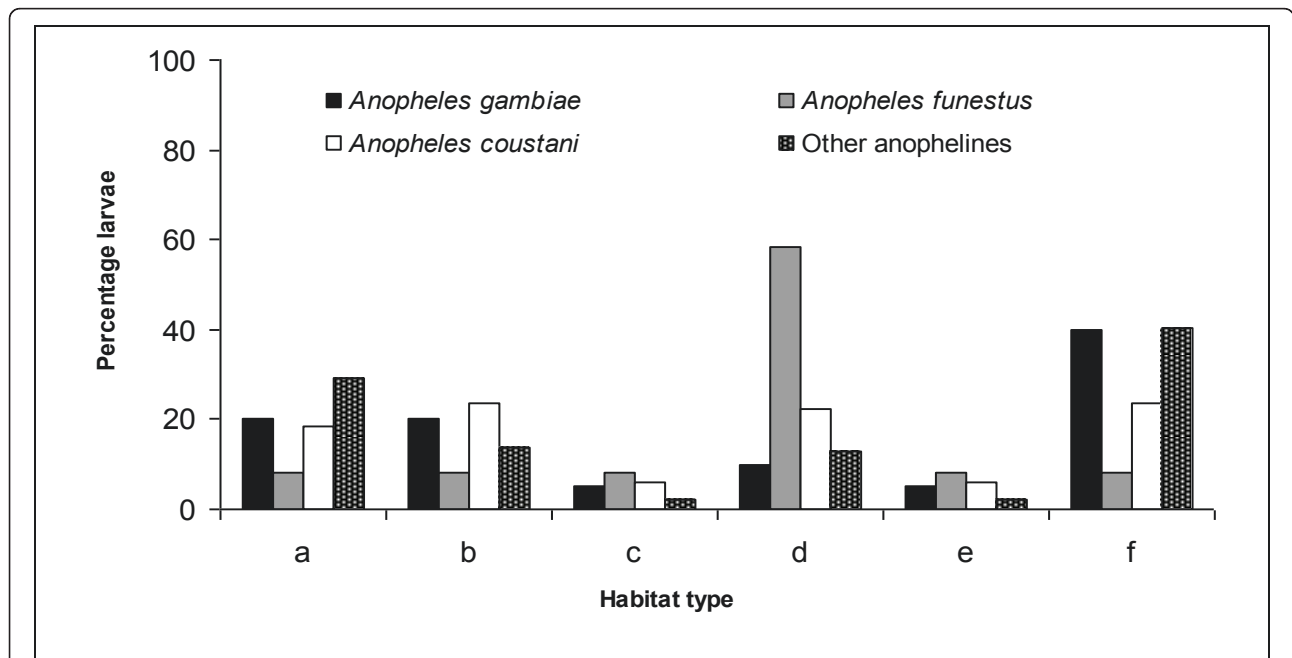 100
80
60
40
20
0
Percentage larvae
Anopheles gambiae
Anopheles funestus
Anopheles coustani
Other anophelines
a b c d e f
Habitat type